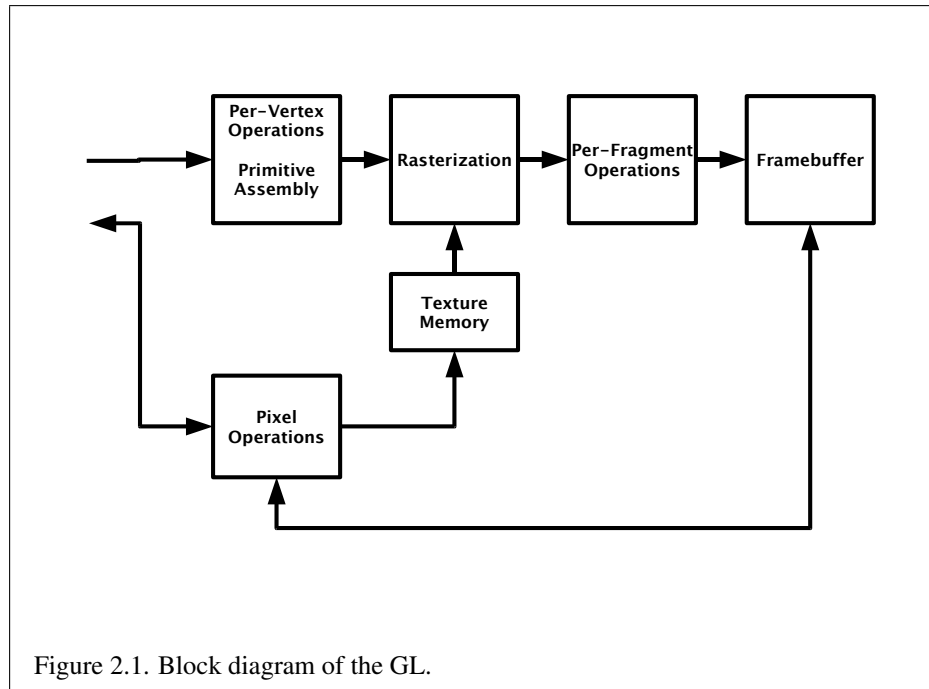 Per-Vertex
Operations
Primitive
Assembly
Rasterization
Per-Fragment
Operations
Framebuffer
Texture
Memory
Pixel
Operations
Figure 2.1. Block diagram of the GL.